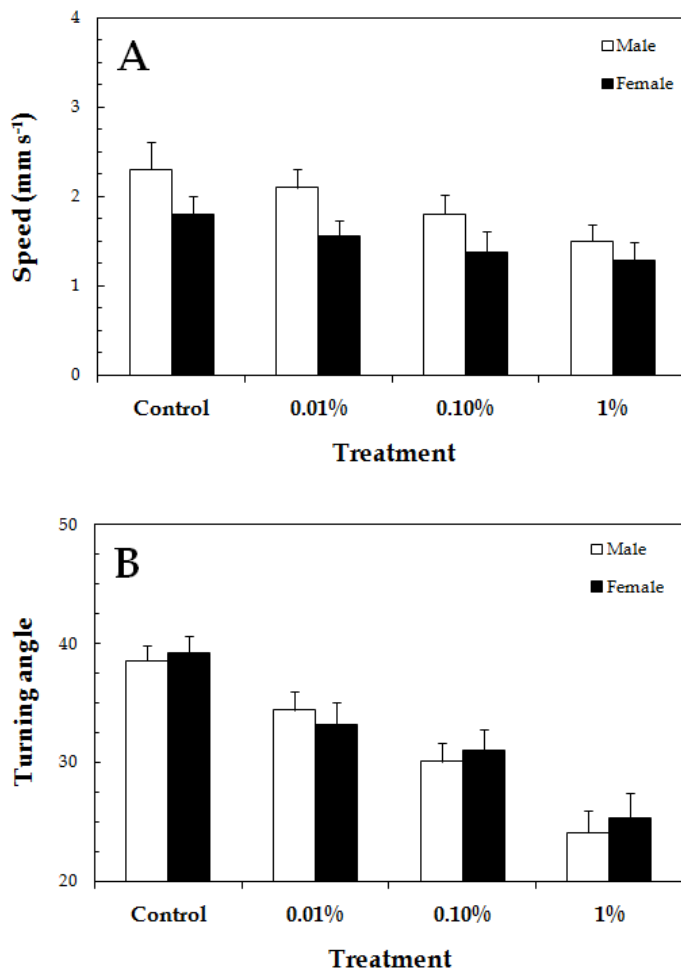 A
Male
Female
4
3
2
1
0
Speed (mm s⁻¹)
Control 0.01% 0.10% 1%
Treatment
B
Male
Female
50
40
30
20
Turning angle
Control 0.01% 0.10% 1%
Treatment